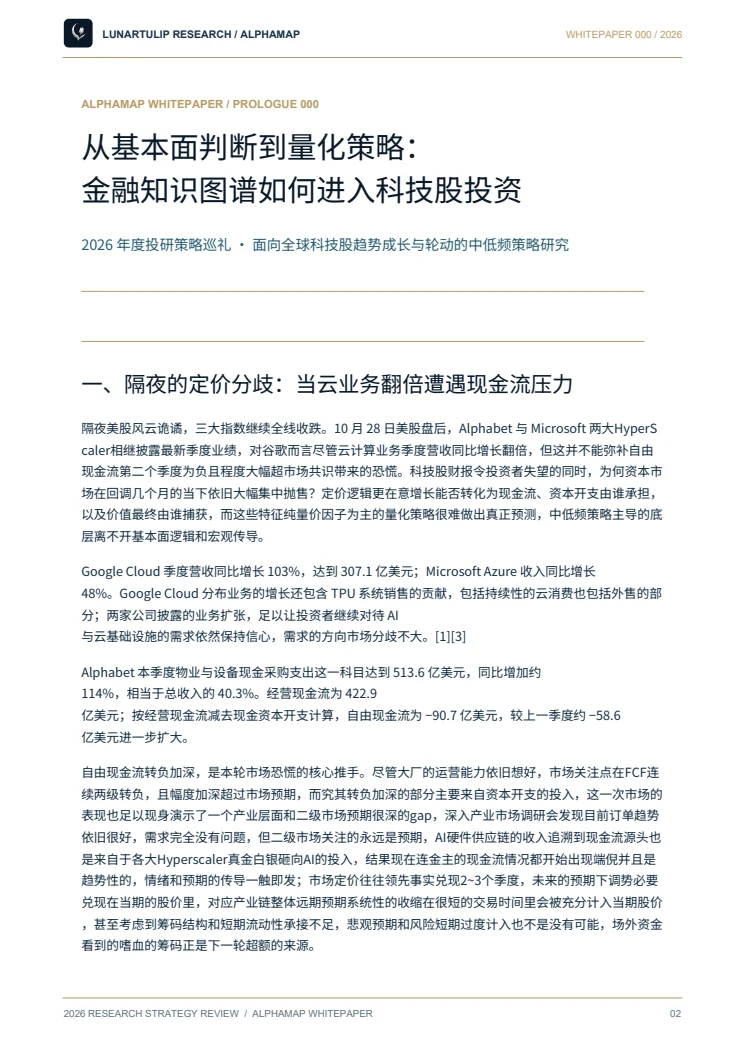 LUNARTULIP RESEARCH / ALPHAMAP
WHITEPAPER 000 / 2026
ALPHAMAP WHITEPAPER / PROLOGUE 000
从基本面判断到量化策略：
金融知识图谱如何进入科技股投资
2026 年度投研策略巡礼 · 面向全球科技股趋势成长与轮动的中低频策略研究
一、隔夜的定价分歧：当云业务翻倍遭遇现金流压力
隔夜美股风云诡谲，三大指数继续全线收跌。10 月 28 日美股盘后，Alphabet 与 Microsoft 两大HyperS
caler相继披露最新季度业绩，对谷歌而言尽管云计算业务季度营收同比增长翻倍，但这并不能弥补自由
现金流第二个季度为负且程度大幅超市场共识带来的恐慌。科技股财报令投资者失望的同时，为何资本市
场在回调几个月的当下依旧大幅集中抛售？定价逻辑更在意增长能否转化为现金流、资本开支由谁承担，
以及价值最终由谁捕获，而这些特征纯量价因子为主的量化策略很难做出真正预测，中低频策略主导的底
层离不开基本面逻辑和宏观传导。
Google Cloud 季度营收同比增长 103%，达到 307.1 亿美元；Microsoft Azure 收入同比增长
48%。Google Cloud 分布业务的增长还包含 TPU 系统销售的贡献，包括持续性的云消费也包括外售的部
分；两家公司披露的业务扩张，足以让投资者继续对待 AI
与云基础设施的需求依然保持信心，需求的方向市场分歧不大。[1][3]
Alphabet 本季度物业与设备现金采购支出这一科目达到 513.6 亿美元，同比增加约
114%，相当于总收入的 40.3%。经营现金流为 422.9
亿美元；按经营现金流减去现金资本开支计算，自由现金流为 −90.7 亿美元，较上一季度约 −58.6
亿美元进一步扩大。
自由现金流转负加深，是本轮市场恐慌的核心推手。尽管大厂的运营能力依旧想好，市场关注点在FCF连
续两级转负，且幅度加深超过市场预期，而究其转负加深的部分主要来自资本开支的投入，这一次市场的
表现也足以现身演示了一个产业层面和二级市场预期很深的gap，深入产业市场调研会发现目前订单趋势
依旧很好，需求完全没有问题，但二级市场关注的永远是预期，AI硬件供应链的收入追溯到现金流源头也
是来自于各大Hyperscaler真金白银砸向AI的投入，结果现在连金主的现金流情况都开始出现端倪并且是
趋势性的，情绪和预期的传导一触即发；市场定价往往领先事实兑现2~3个季度，未来的预期下调势必要
兑现在当期的股价里，对应产业链整体远期预期系统性的收缩在很短的交易时间里会被充分计入当期股价
，甚至考虑到筹码结构和短期流动性承接不足，悲观预期和风险短期过度计入也不是没有可能，场外资金
看到的嗜血的筹码正是下一轮超额的来源。
2026 RESEARCH STRATEGY REVIEW / ALPHAMAP WHITEPAPER
02